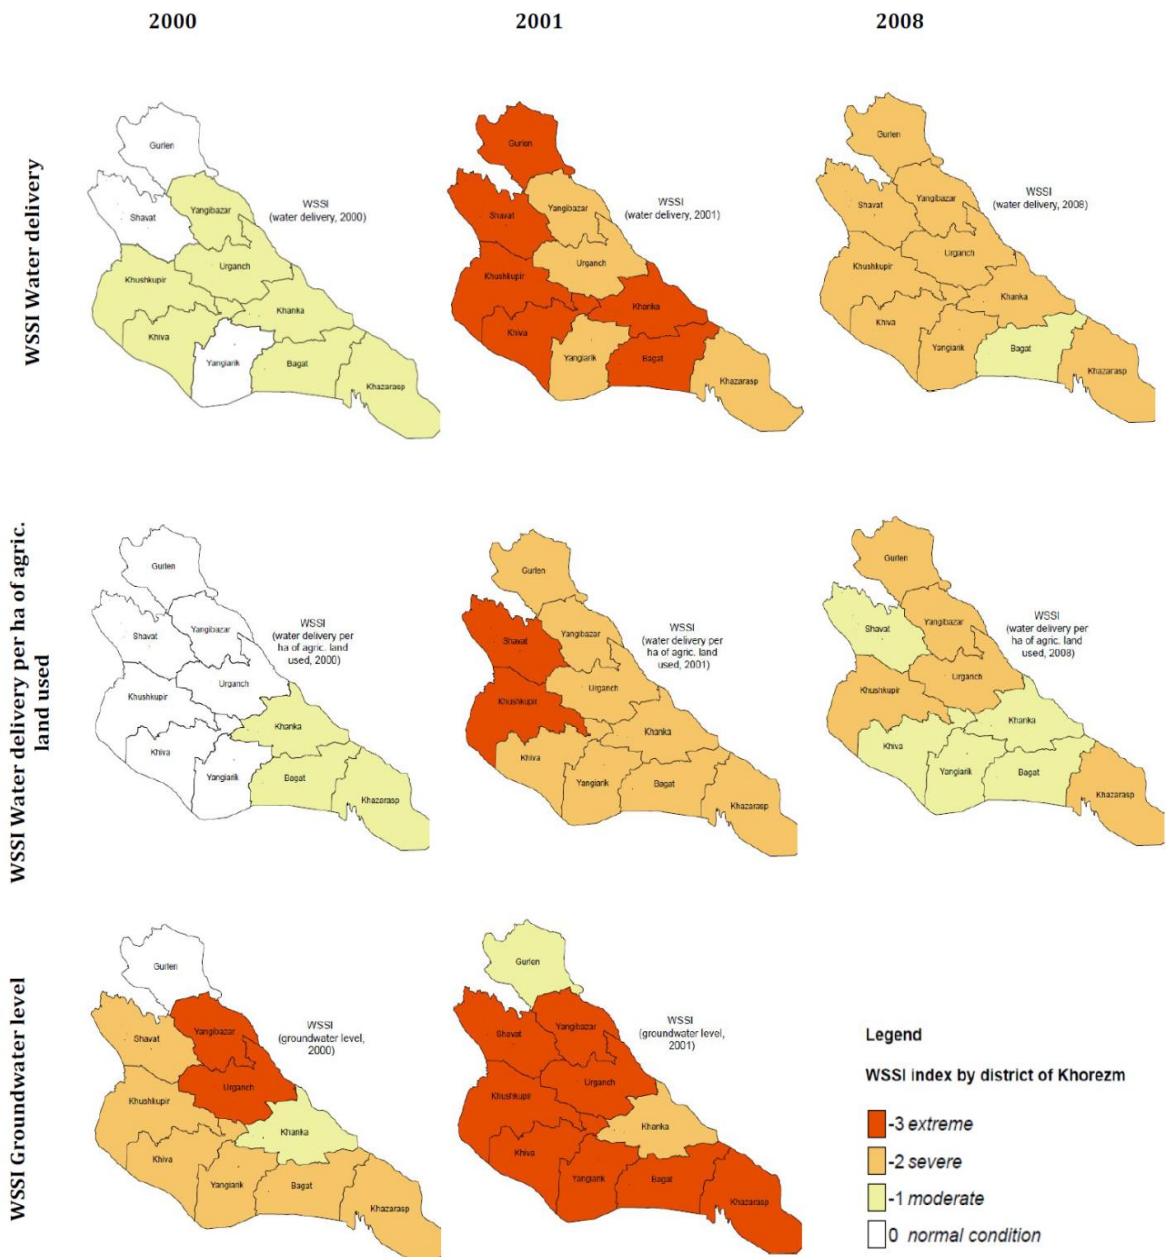 2000
2001
2008
WSSI Water delivery
Gurlen
Shavat
Yangibazar
Urganch
Khushkupir
Khanka
Khiva
Yangiarik
Bagat
Khazarasp
WSSI
(water delivery, 2000)
Gurlen
Shavat
Yangibazar
Urganch
Khushkupir
Khanka
Khiva
Yangiarik
Bagat
Khazarasp
WSSI
(water delivery, 2001)
Gurlen
Shavat
Yangibazar
Urganch
Khushkupir
Khanka
Khiva
Yangiarik
Bagat
Khazarasp
WSSI
(water delivery, 2008)
WSSI Water delivery per ha of agric.
land used
Gurlen
Shavat
Yangibazar
Urganch
Khushkupir
Khanka
Khiva
Yangiarik
Bagat
Khazarasp
WSSI
(water delivery per
ha of agric. land
used, 2000)
Gurlen
Shavat
Yangibazar
Urganch
Khushkupir
Khanka
Khiva
Yangiarik
Bagat
Khazarasp
WSSI
(water delivery per
ha of agric. land
used, 2001)
Gurlen
Shavat
Yangibazar
Urganch
Khushkupir
Khanka
Khiva
Yangiarik
Bagat
Khazarasp
WSSI
(water delivery per
ha of agric. land
used, 2008)
WSSI Groundwater level
Gurlen
Shavat
Yangibazar
Urganch
Khushkupir
Khanka
Khiva
Yangiarik
Bagat
Khazarasp
WSSI
(groundwater level,
2000)
Gurlen
Shavat
Yangibazar
Urganch
Khushkupir
Khanka
Khiva
Yangiarik
Bagat
Khazarasp
WSSI
(groundwater level,
2001)
Legend
WSSI index by district of Khorezm
-3 extreme
-2 severe
-1 moderate
0 normal condition